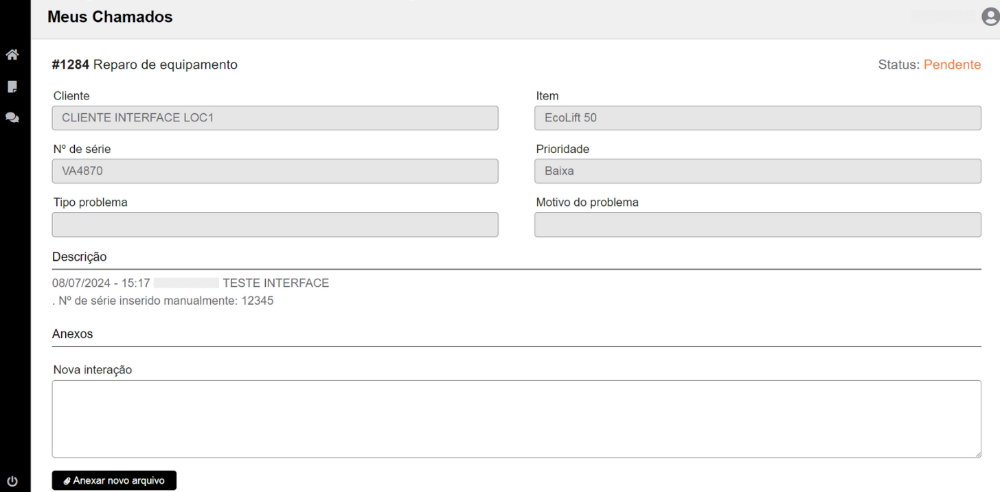 Meus Chamados
#1284 Reparo de equipamento
Status: Pendente
Cliente
Item
CLIENTE INTERFACE LOC1
EcoLift 50
Nº de série
Prioridade
VA4870
Baixa
Tipo problema
Motivo do problema
Descrição
08/07/2024 - 15:17 TESTE INTERFACE
. Nº de série inserido manualmente: 12345
Anexos
Nova interação
Anexar novo arquivo